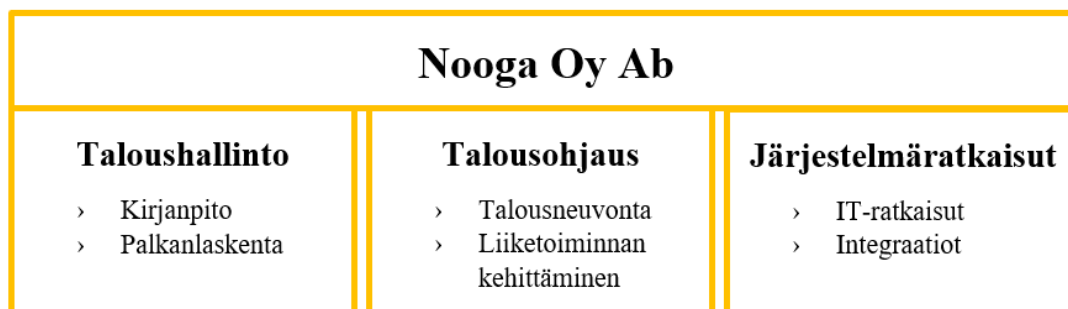 Nooga Oy Ab
Taloushallinto
› Kirjanpito
› Palkanlaskenta
Talousohjaus
› Talousneuvonta
› Liiketoiminnan
kehittäminen
Järjestelmäratkaisut
› IT-ratkaisut
› Integraatiot